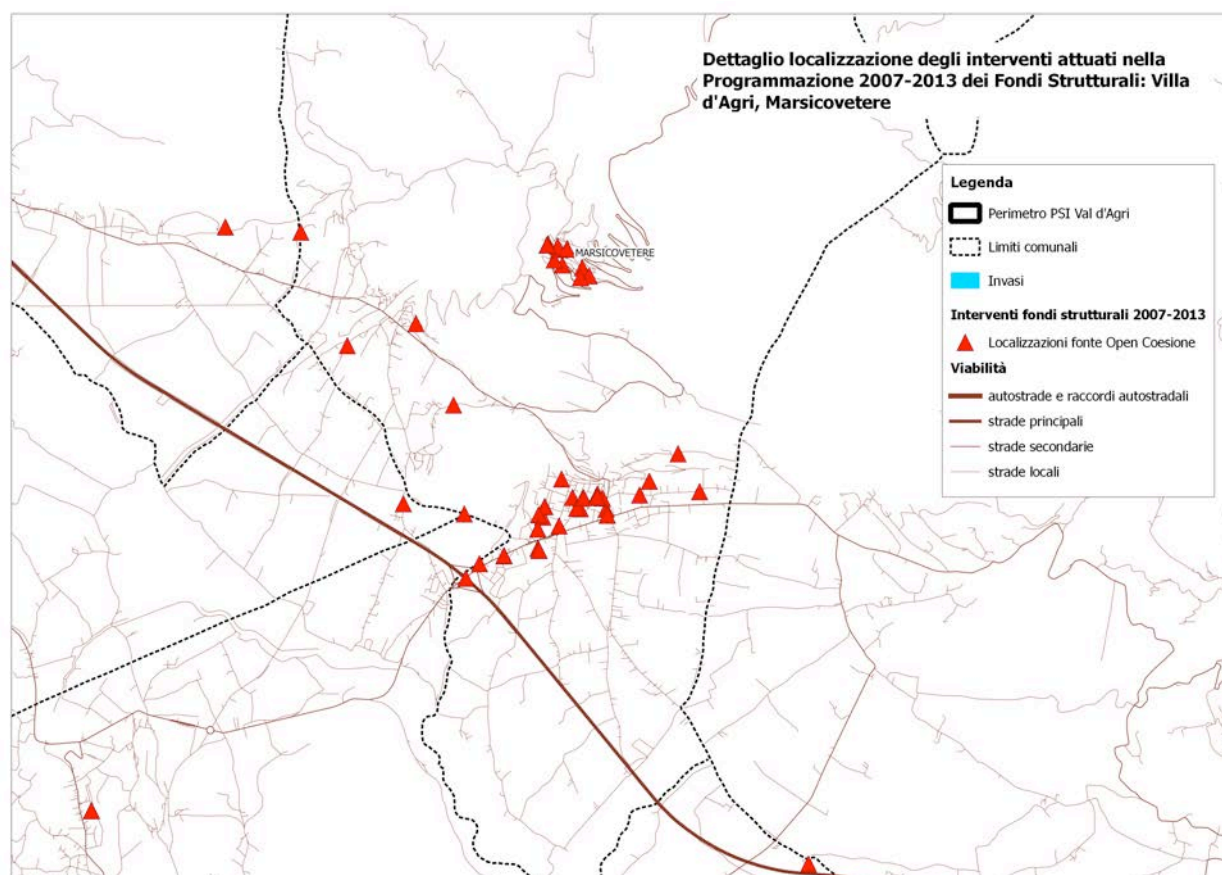 Dettaglio localizzazione degli interventi attuati nella
Programmazione 2007-2013 dei Fondi Strutturali: Villa
d'Agri, Marsicovetere
Legenda
Perimetro PSI Val d'Agri
Limiti comunali
Invasi
Interventi fondi strutturali 2007-2013
Localizzazioni fonte Open Coesione
Viabilità
autostrade e raccordi autostradali
strade principali
strade secondarie
strade locali
MARSICOVETERE